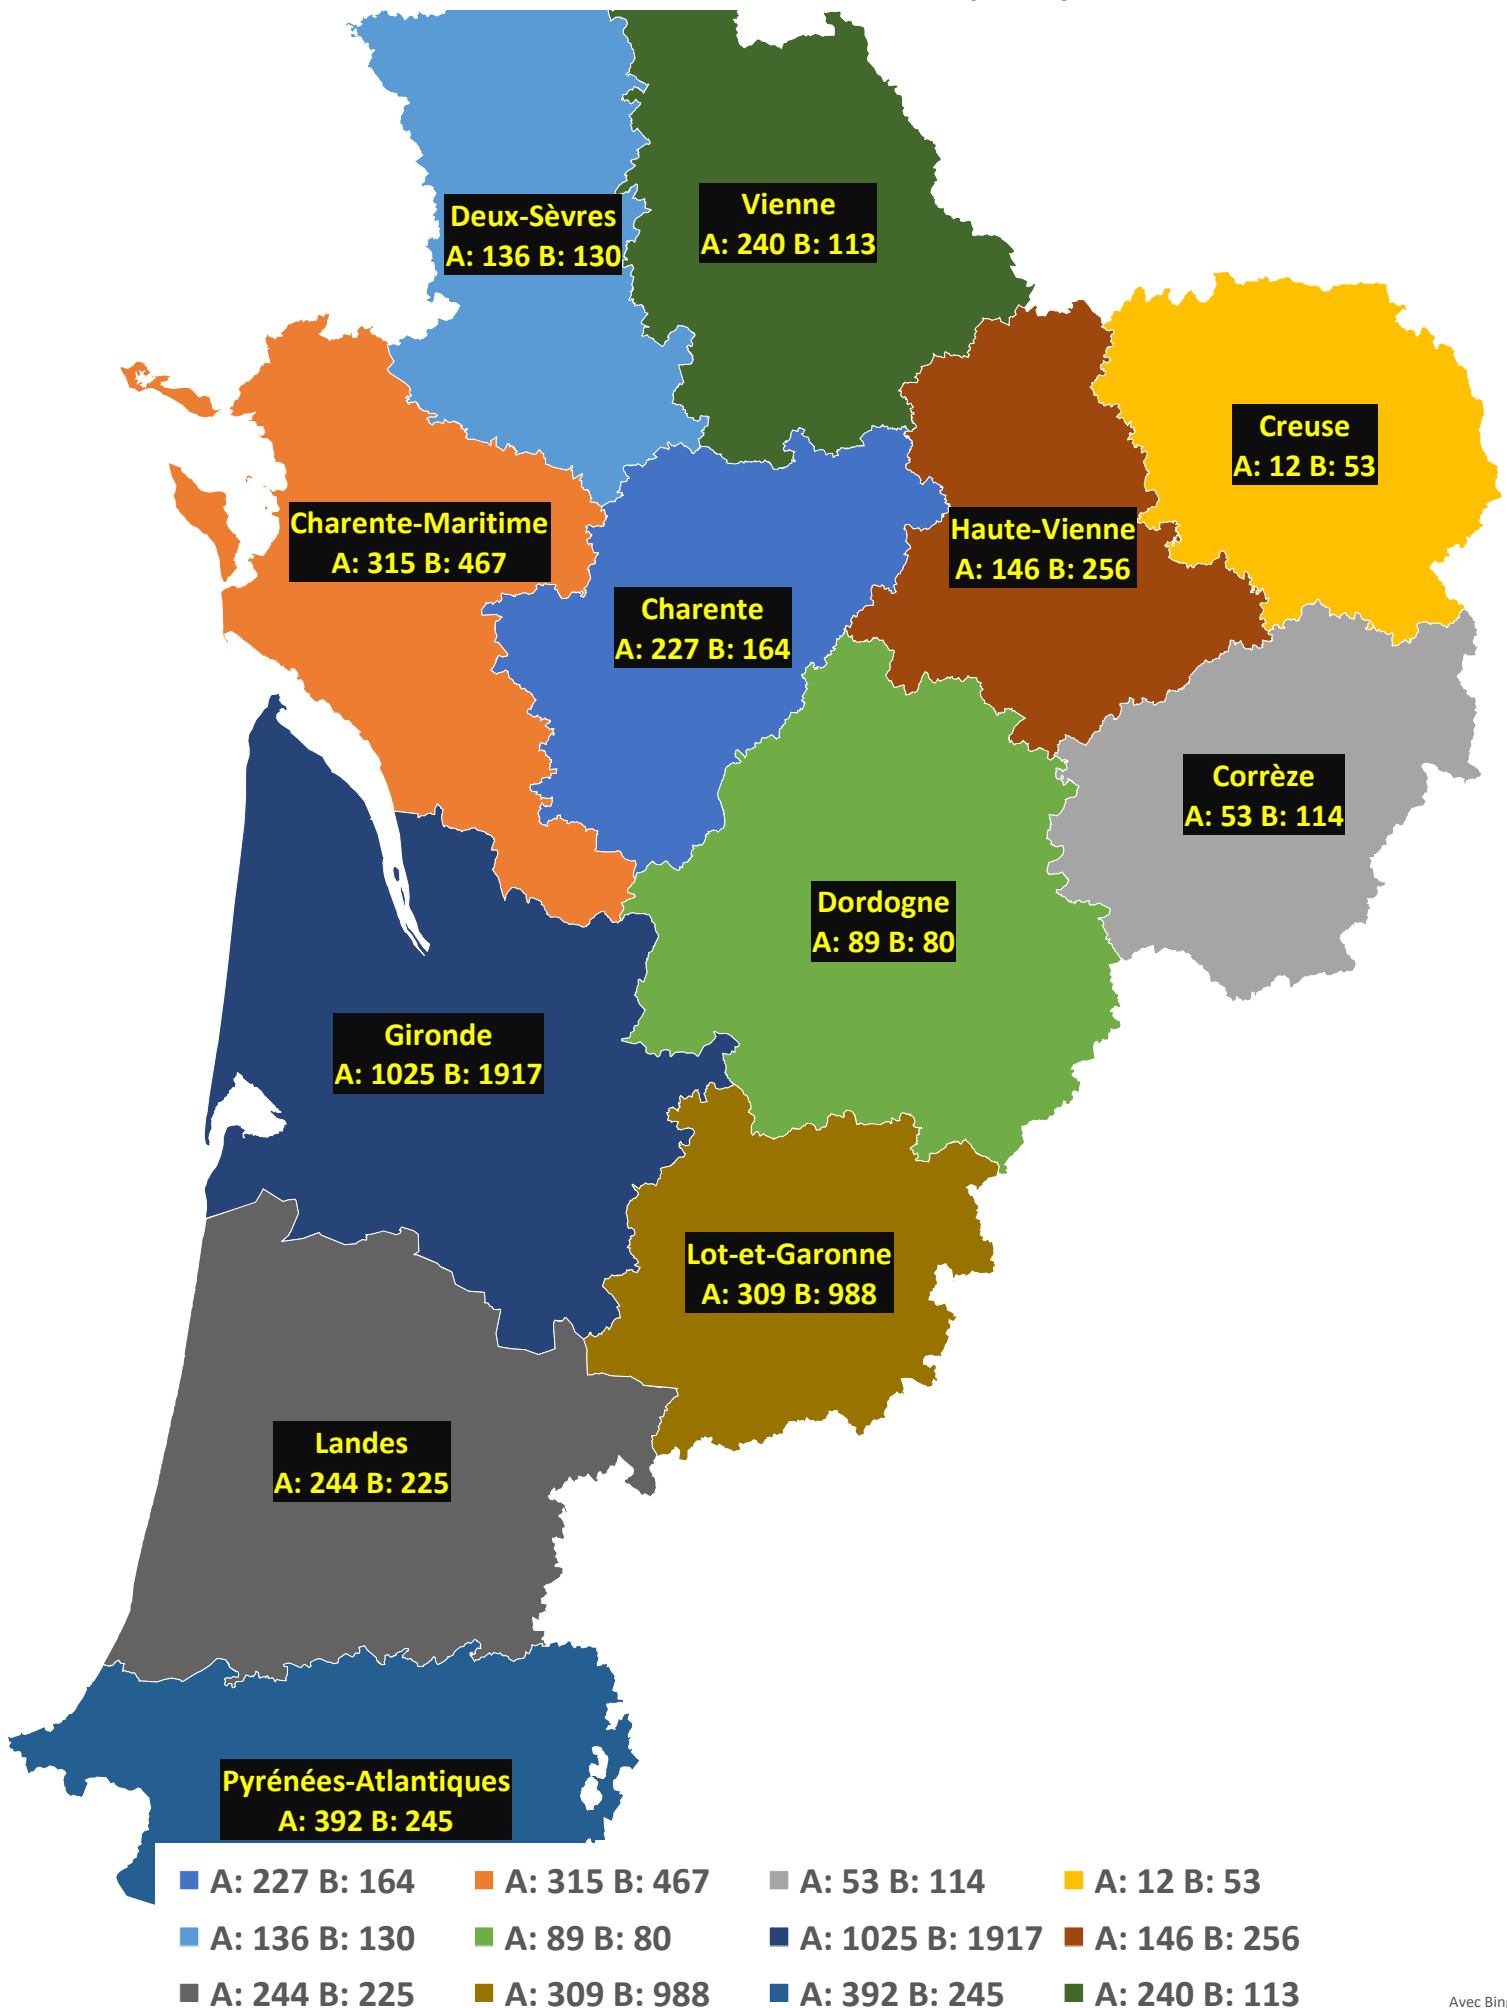 Deux-Sèvres
A: 136 B: 130
Vienne
A: 240 B: 113
Creuse
A: 12 B: 53
Charente-Maritime
A: 315 B: 467
Haute-Vienne
A: 146 B: 256
Charente
A: 227 B: 164
Corrèze
A: 53 B: 114
Dordogne
A: 89 B: 80
Gironde
A: 1025 B: 1917
Lot-et-Garonne
A: 309 B: 988
Landes
A: 244 B: 225
Pyrénées-Atlantiques
A: 392 B: 245
A: 227 B: 164 A: 315 B: 467 A: 53 B: 114 A: 12 B: 53
A: 136 B: 130 A: 89 B: 80 A: 1025 B: 1917 A: 146 B: 256
A: 244 B: 225 A: 309 B: 988 A: 392 B: 245 A: 240 B: 113
Avec